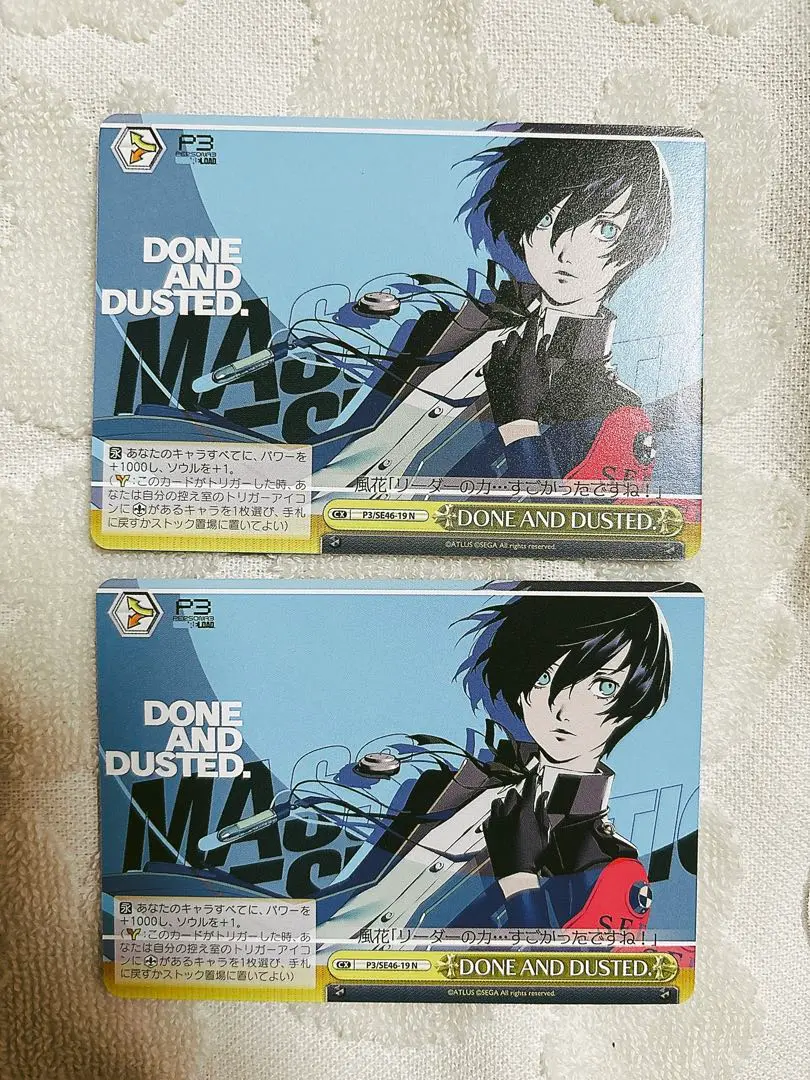 P3
PERSONA3
RELOAD
DONE
AND
DUSTED.
MASS
永 あなたのキャラすべてに、パワーを
+1000し、ソウルを+1。
(:このカードがトリガーした時、あ
なたは自分の控え室のトリガーアイコ
ンにがあるキャラを1枚選び、手札
に戻すかストック置場に置いてよい)
風花「リーダーの力…すごかったですね!」
CX P3/SE46-19 N DONE AND DUSTED.
©ATLUS ©SEGA All rights reserved.
P3
PERSONA3
RELOAD
DONE
AND
DUSTED.
MASS
永 あなたのキャラすべてに、パワーを
+1000し、ソウルを+1。
(:このカードがトリガーした時、あ
なたは自分の控え室のトリガーアイコ
ンにがあるキャラを1枚選び、手札
に戻すかストック置場に置いてよい)
風花「リーダーの力…すごかったですね!」
CX P3/SE46-19 N DONE AND DUSTED.
©ATLUS ©SEGA All rights reserved.